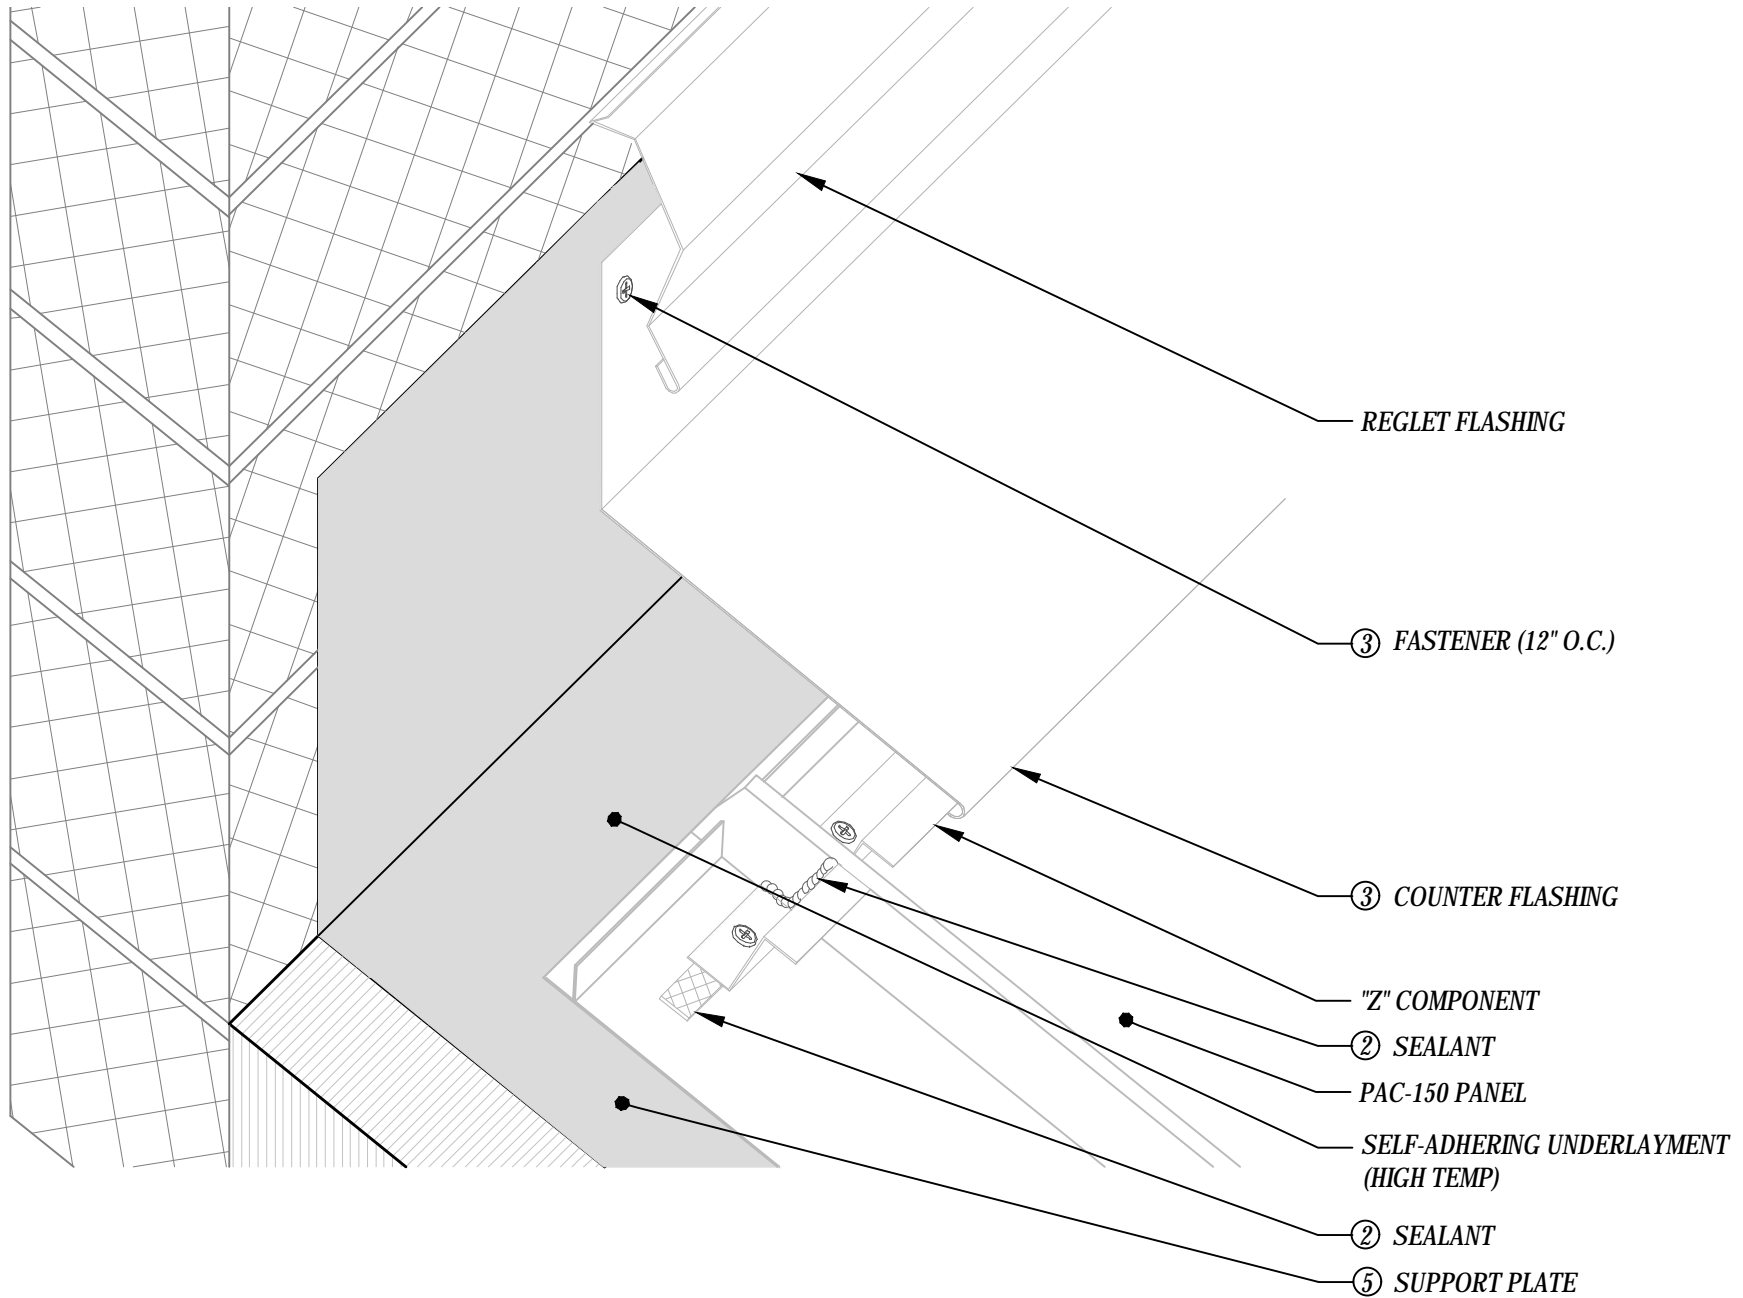 REGLET FLASHING
③ FASTENER (12" O.C.)
③ COUNTER FLASHING
"Z" COMPONENT
② SEALANT
PAC-150 PANEL
SELF-ADHERING UNDERLAYMENT
(HIGH TEMP)
② SEALANT
⑤ SUPPORT PLATE